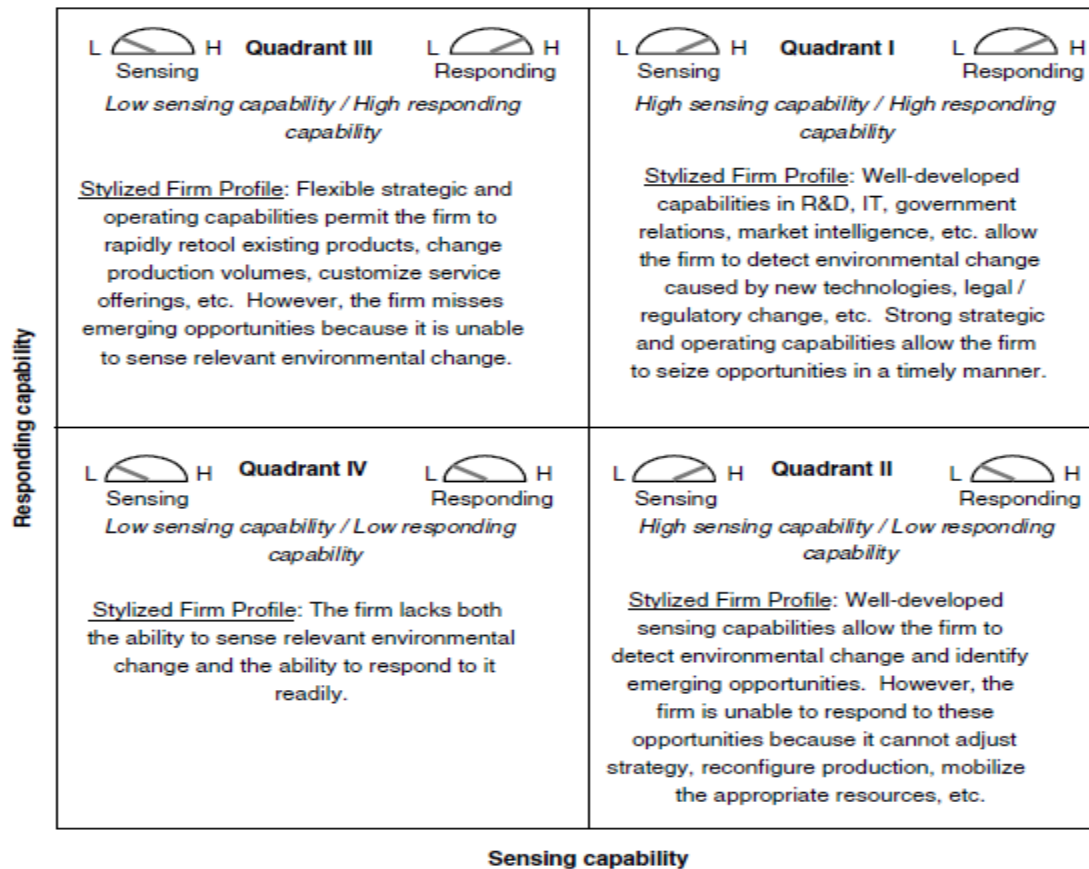 L H Quadrant III L H
Sensing Responding
Low sensing capability / High responding
capability
Stylized Firm Profile: Flexible strategic and
operating capabilities permit the firm to
rapidly retool existing products, change
production volumes, customize service
offerings, etc. However, the firm misses
emerging opportunities because it is unable
to sense relevant environmental change.
L H Quadrant I L H
Sensing Responding
High sensing capability / High responding
capability
Stylized Firm Profile: Well-developed
capabilities in R&D, IT, government
relations, market intelligence, etc. allow
the firm to detect environmental change
caused by new technologies, legal /
regulatory change, etc. Strong strategic
and operating capabilities allow the firm
to seize opportunities in a timely manner.
Responding capability
L H Quadrant IV L H
Sensing Responding
Low sensing capability / Low responding
capability
Stylized Firm Profile: The firm lacks both
the ability to sense relevant environmental
change and the ability to respond to it
readily.
L H Quadrant II L H
Sensing Responding
High sensing capability / Low responding
capability
Stylized Firm Profile: Well-developed
sensing capabilities allow the firm to
detect environmental change and identify
emerging opportunities. However, the
firm is unable to respond to these
opportunities because it cannot adjust
strategy, reconfigure production, mobilize
the appropriate resources, etc.
Sensing capability